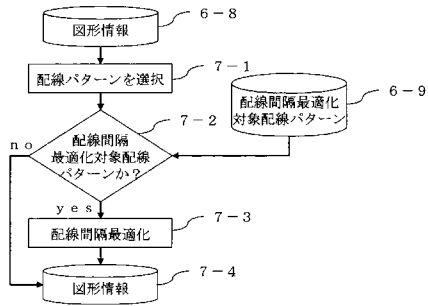 ６－８
図形情報
７－１
配線パターンを選択
６－９
配線間隔最適化
対象配線パターン
７－２
ｎｏ
配線間隔
最適化対象配線
パターンか？
ｙｅｓ
７－３
配線間隔最適化
７－４
図形情報